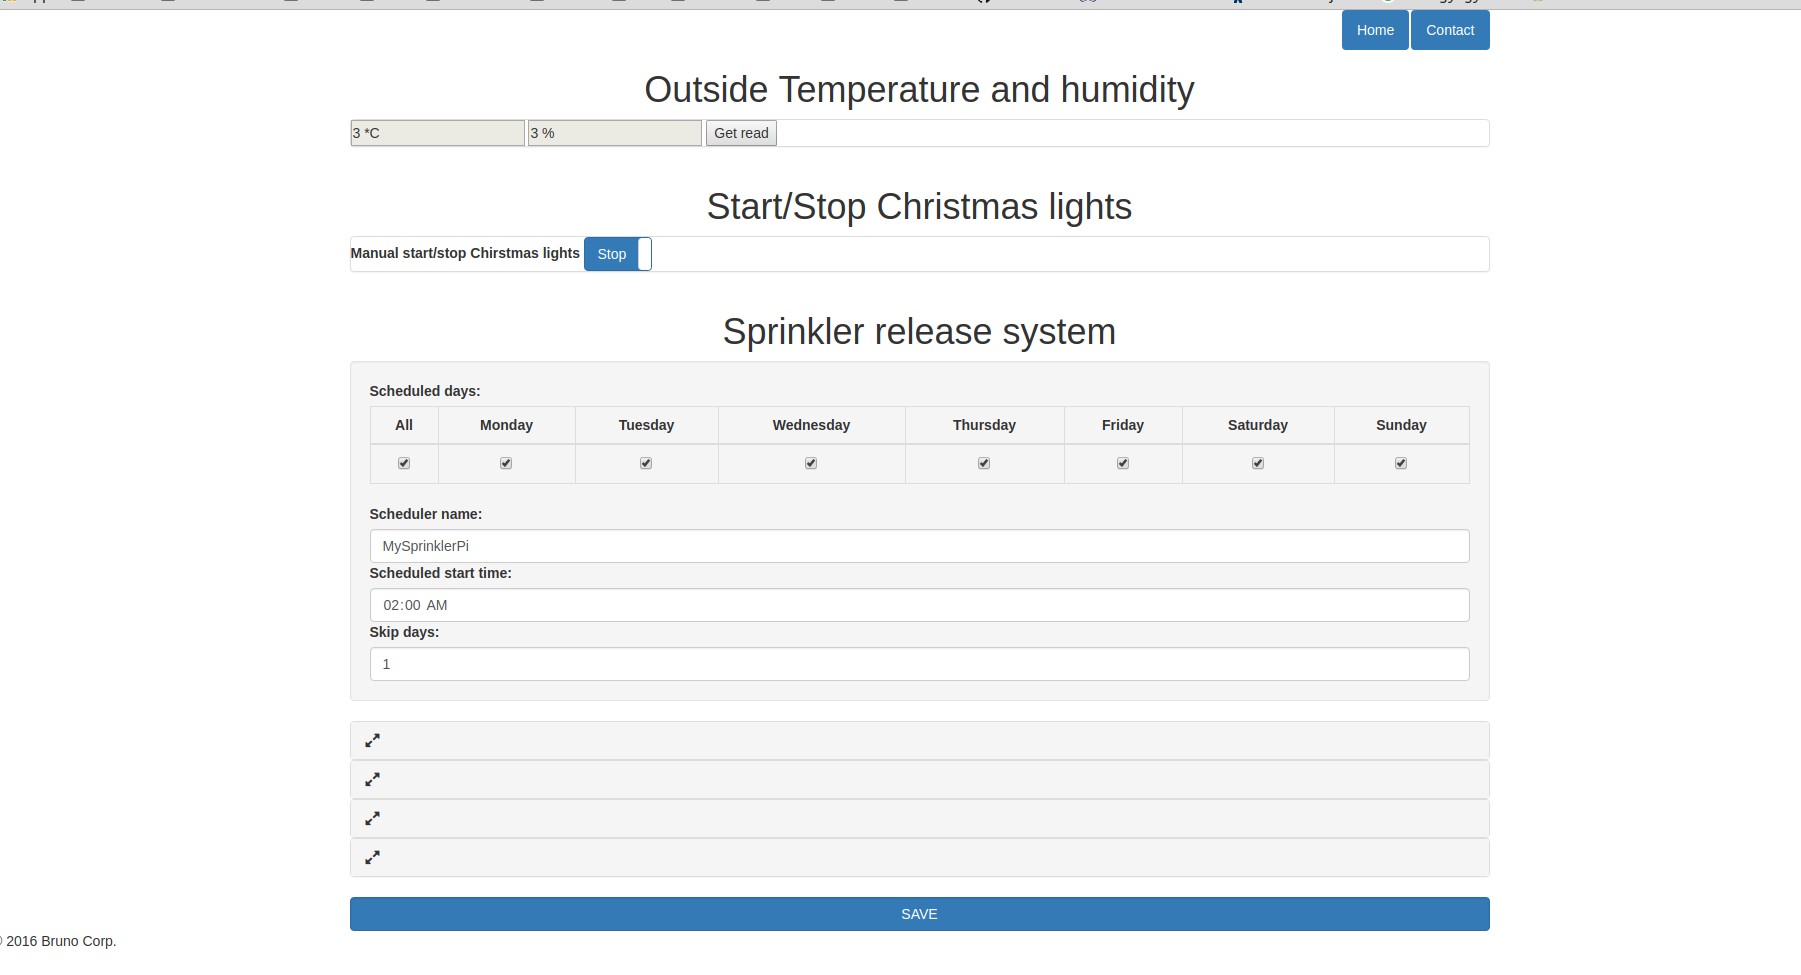 Home Contact
Outside Temperature and humidity
3 *C 3 % Get read
Start/Stop Christmas lights
Manual start/stop Chirstmas lights Stop
Sprinkler release system
Scheduled days:
All Monday Tuesday Wednesday Thursday Friday Saturday Sunday
Scheduler name:
MySprinklerPi
Scheduled start time:
02:00 AM
Skip days:
1
SAVE
2016 Bruno Corp.